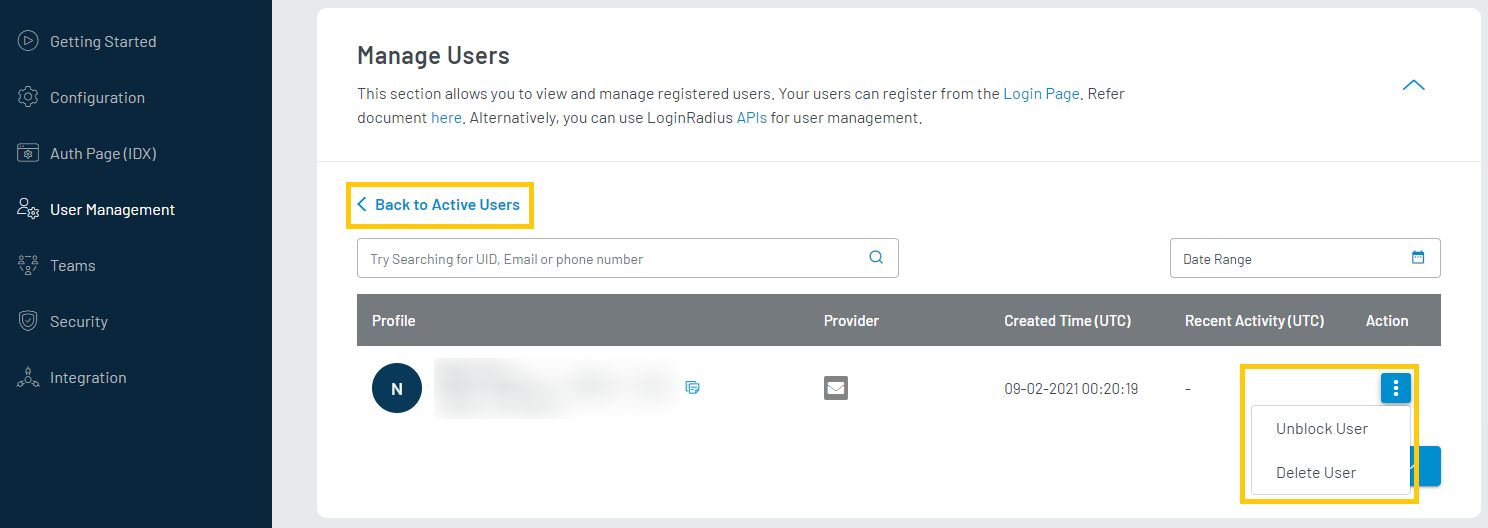 Getting Started
Configuration
Auth Page (IDX)
User Management
Teams
Security
Integration
Manage Users
This section allows you to view and manage registered users. Your users can register from the Login Page. Refer
document here. Alternatively, you can use LoginRadius APIs for user management.
Back to Active Users
Try Searching for UID, Email or phone number
Date Range
Profile Provider Created Time (UTC) Recent Activity (UTC) Action
N 09-02-2021 00:20:19 -
Unblock User
Delete User